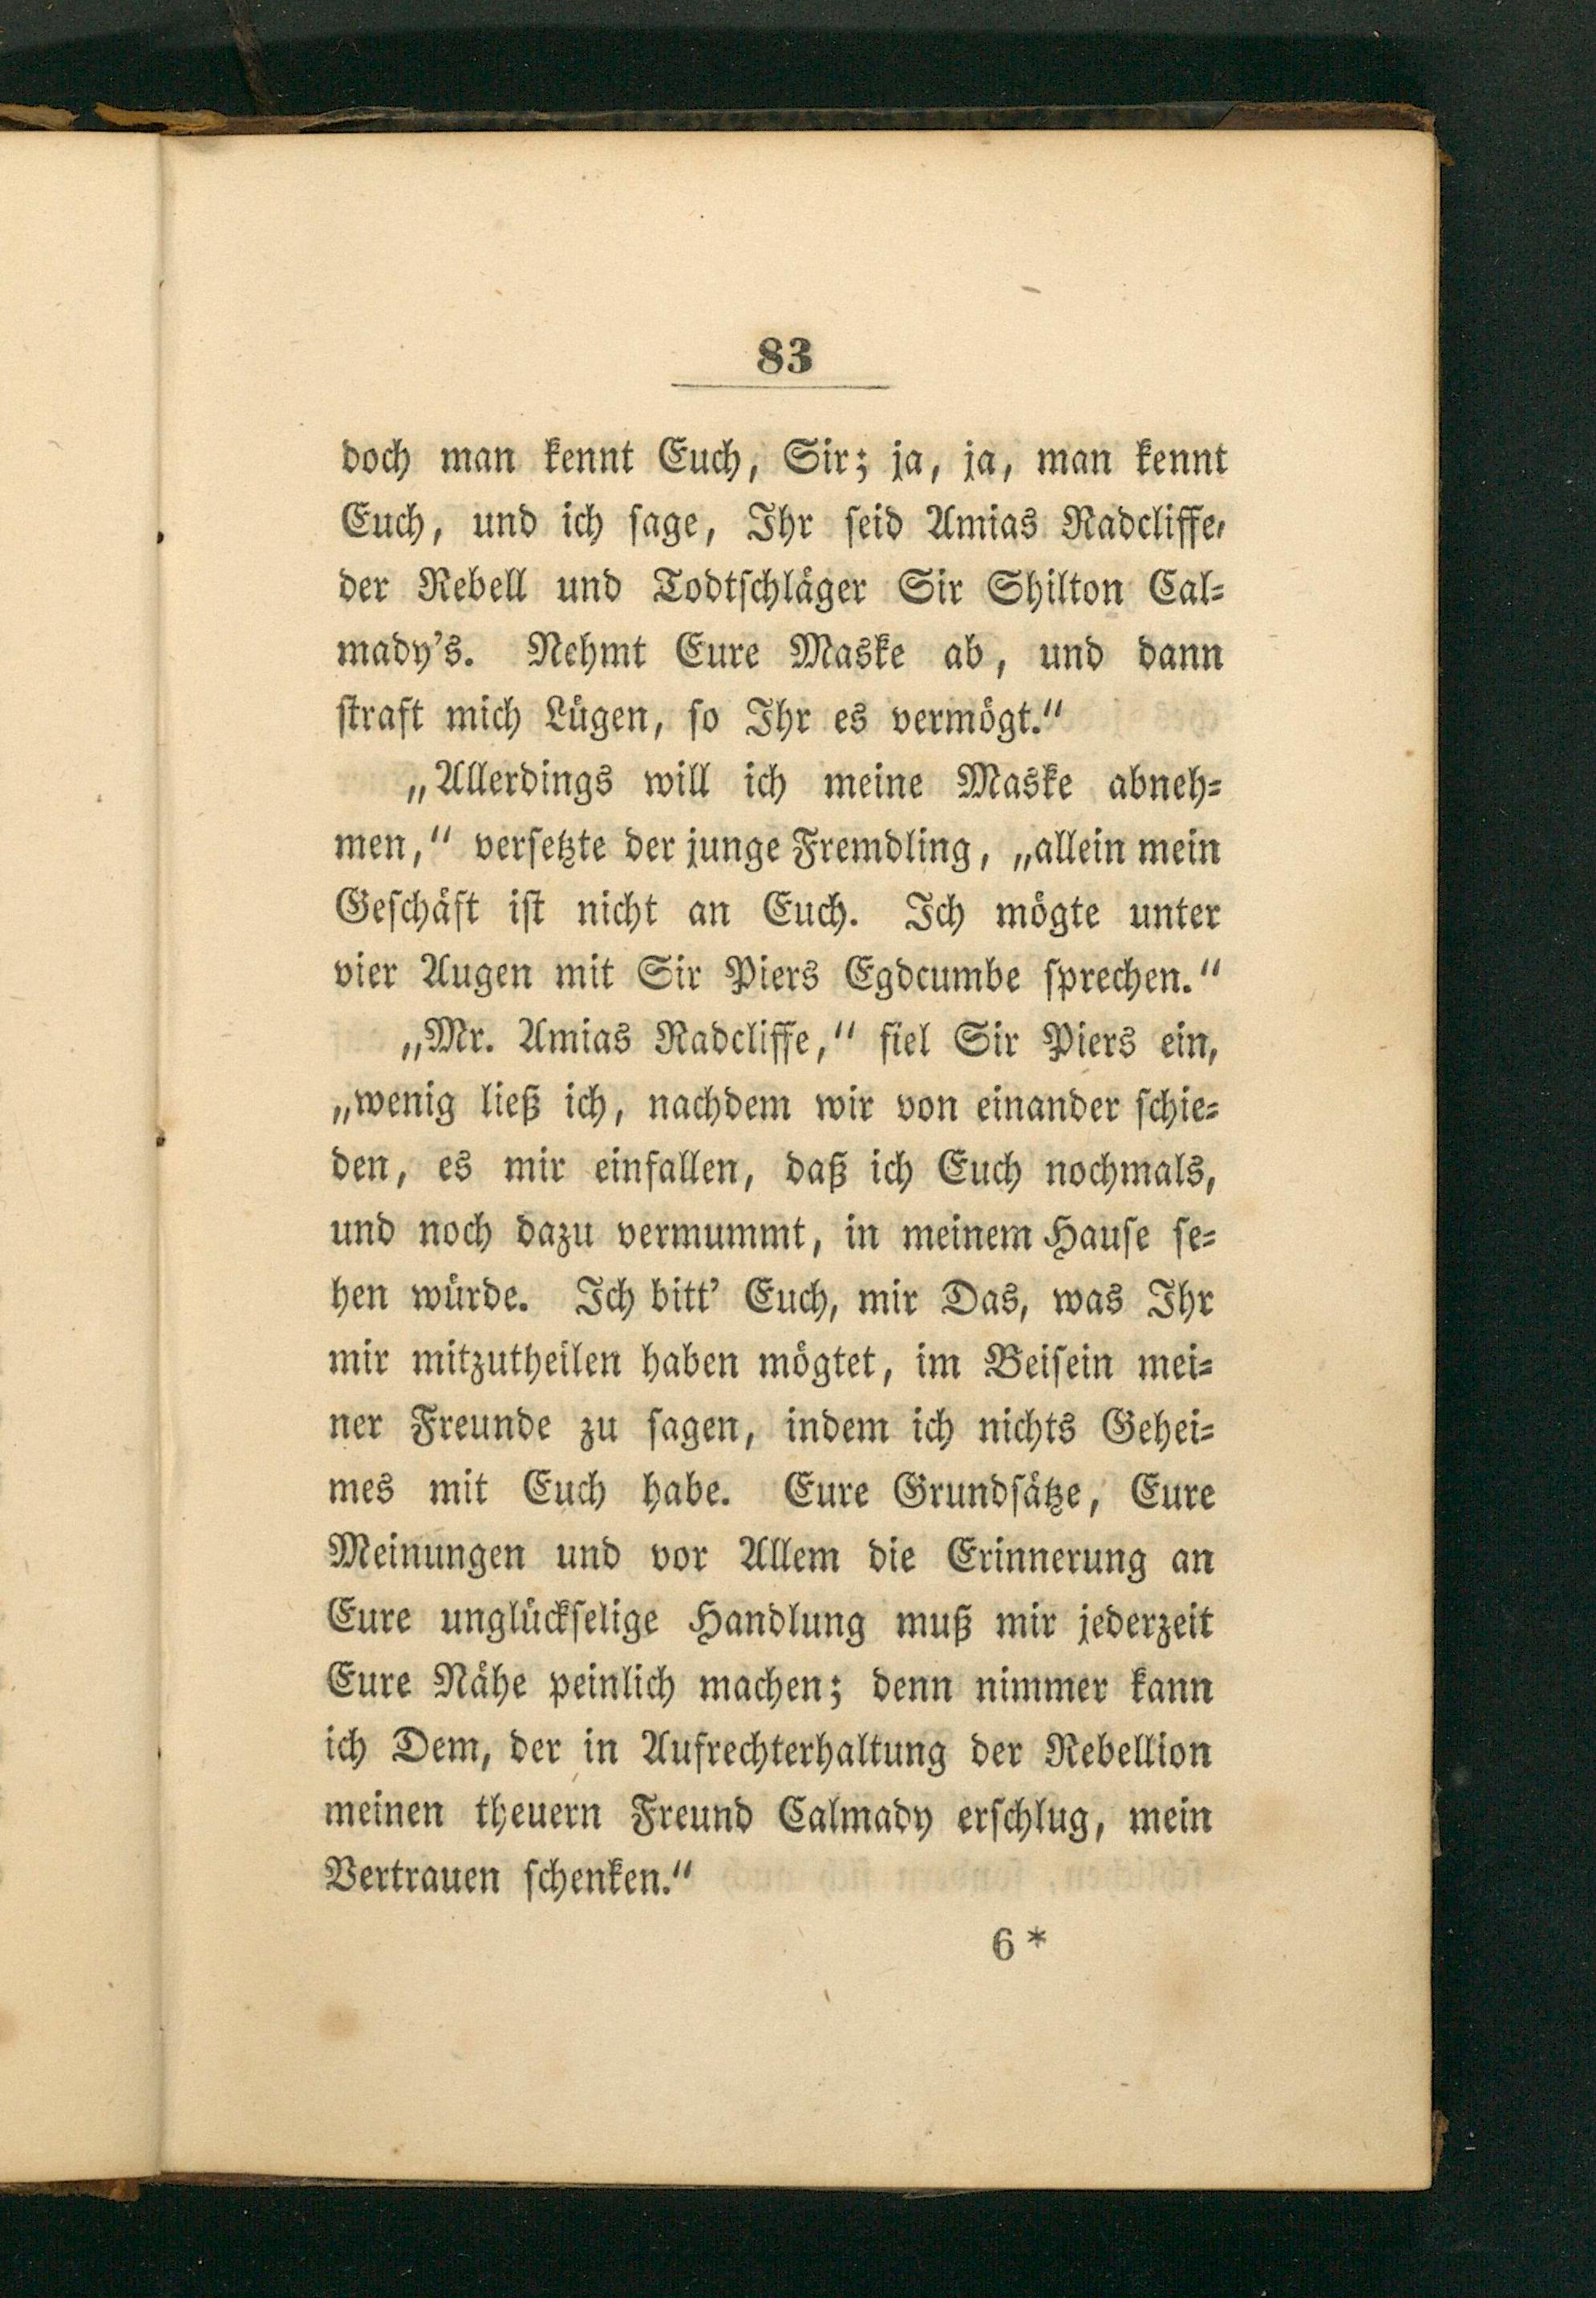 83
doch man kennt Euch, Sir; ja, ja, man kennt
Euch, und ich sage, Ihr seid Amias Radcliffe,
der Rebell und Todtschläger Sir Shilton Cal-
mady's. Nehmt Eure Maske ab, und dann
straft mich Lügen, so Ihr es vermögt."
„Allerdings will ich meine Maske abneh-
men," versetzte der junge Fremdling, „allein mein
Geschäft ist nicht an Euch. Ich mögte unter
vier Augen mit Sir Piers Egdcumbe sprechen."
„Mr. Amias Radcliffe," fiel Sir Piers ein,
„wenig ließ ich, nachdem wir von einander schie-
den, es mir einfallen, daß ich Euch nochmals,
und noch dazu vermummt, in meinem Hause se-
hen würde. Ich bitt' Euch, mir Das, was Ihr
mir mitzutheilen haben mögtet, im Beisein mei-
ner Freunde zu sagen, indem ich nichts Gehei-
mes mit Euch habe. Eure Grundsätze, Eure
Meinungen und vor Allem die Erinnerung an
Eure unglückselige Handlung muß mir jederzeit
Eure Nähe peinlich machen; denn nimmer kann
ich Dem, der in Aufrechterhaltung der Rebellion
meinen theuern Freund Calmady erschlug, mein
Vertrauen schenken."
6*